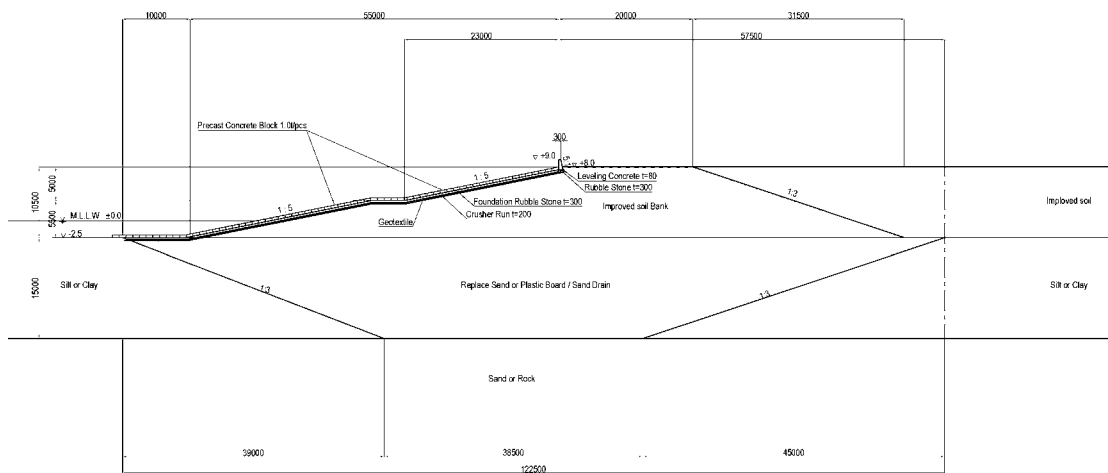 10000
55000
20000
31500
23000
57500
Precast Concrete Block 1.0t/pcs
300
+9.0
+8.0
1 : 5
Leveling Concrete t=80
Rubble Stone t=300
Foundation Rubble Stone t=300
Crusher Run t=200
Geotextile
Improved soil Bank
1:3
Imploved soil
1 : 5
10500
M.L.L.W ±0.0
-2.5
15000
Silt or Clay
1:3
Replace Sand or Plastic Board / Sand Drain
1:3
Silt or Clay
Sand or Rock
39000
38500
45000
122500